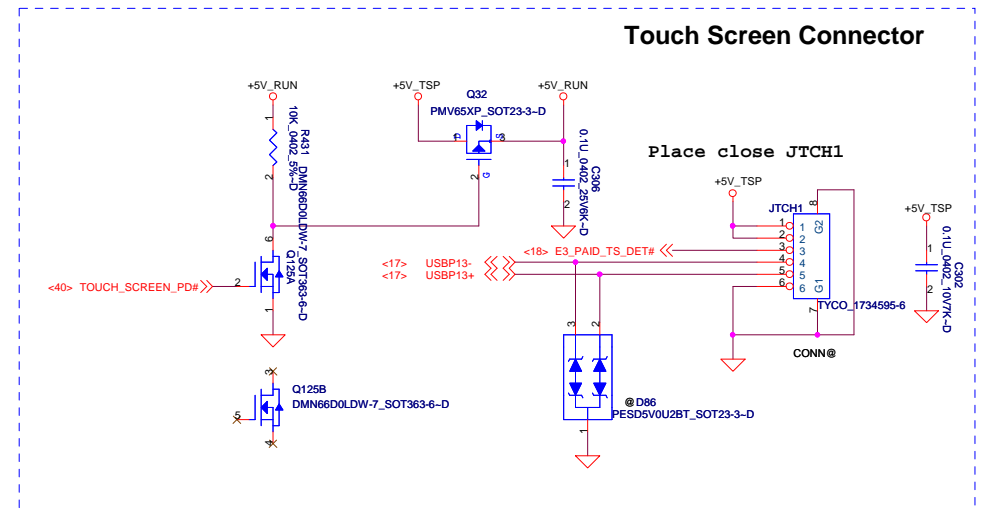 Touch Screen Connector
+5V_RUN
+5V_TSP
Q32
PMV65XP_SOT23-3~D
+5V_RUN
1
R431
10K_0402_5%~D
2
D
S
3
1
2
G
1
C306
0.1U_0402_25V6K~D
2
Place close JTCH1
+5V_TSP
JTCH1
1
2
3
4
5
6
1
2
3
4
5
6
8
G2
G1
7
TYCO_1734595-6
CONN@
+5V_TSP
1
C302
0.1U_0402_10V7K~D
2
<18> E3_PAID_TS_DET#
<17> USBP13-
<17> USBP13+
<40> TOUCH_SCREEN_PD#
2
6
1
Q125A
DMN66D0LDW-7_SOT363-6~D
3
5
4
Q125B
DMN66D0LDW-7_SOT363-6~D
3
2
1
@D86
PESD5V0U2BT_SOT23-3~D